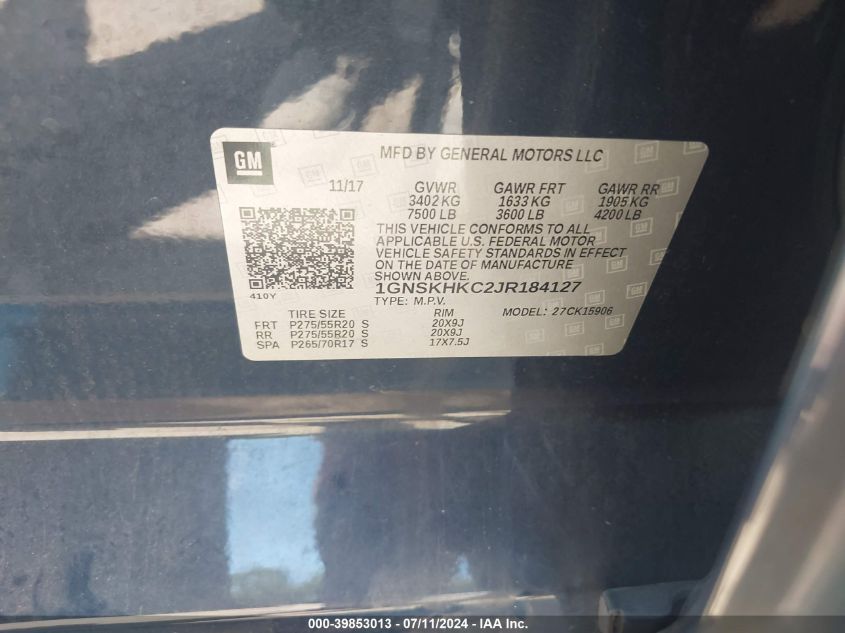 GM
MFD BY GENERAL MOTORS LLC
11/17 GVWR GAWR FRT GAWR RR
3402 KG 1633 KG 1905 KG
7500 LB 3600 LB 4200 LB
THIS VEHICLE CONFORMS TO ALL
APPLICABLE U.S. FEDERAL MOTOR
VEHICLE SAFETY STANDARDS IN EFFECT
ON THE DATE OF MANUFACTURE
SHOWN ABOVE.
410Y
1GNSKHKC2JR184127
TYPE: M.P.V. MODEL: 27CK15906
TIRE SIZE RIM
FRT P275/55R20 S 20X9J
RR P275/55R20 S 20X9J
SPA P265/70R17 S 17X7.5J
000-39853013 - 07/11/2024 - IMPACT AUTO AUCTIONS, INC.